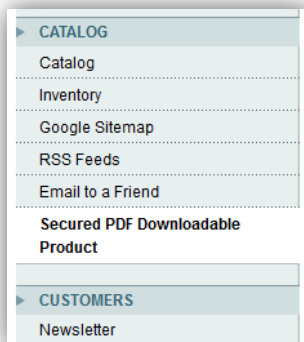 CATALOG
Catalog
Inventory
Google Sitemap
RSS Feeds
Email to a Friend
Secured PDF Downloadable
Product
CUSTOMERS
Newsletter